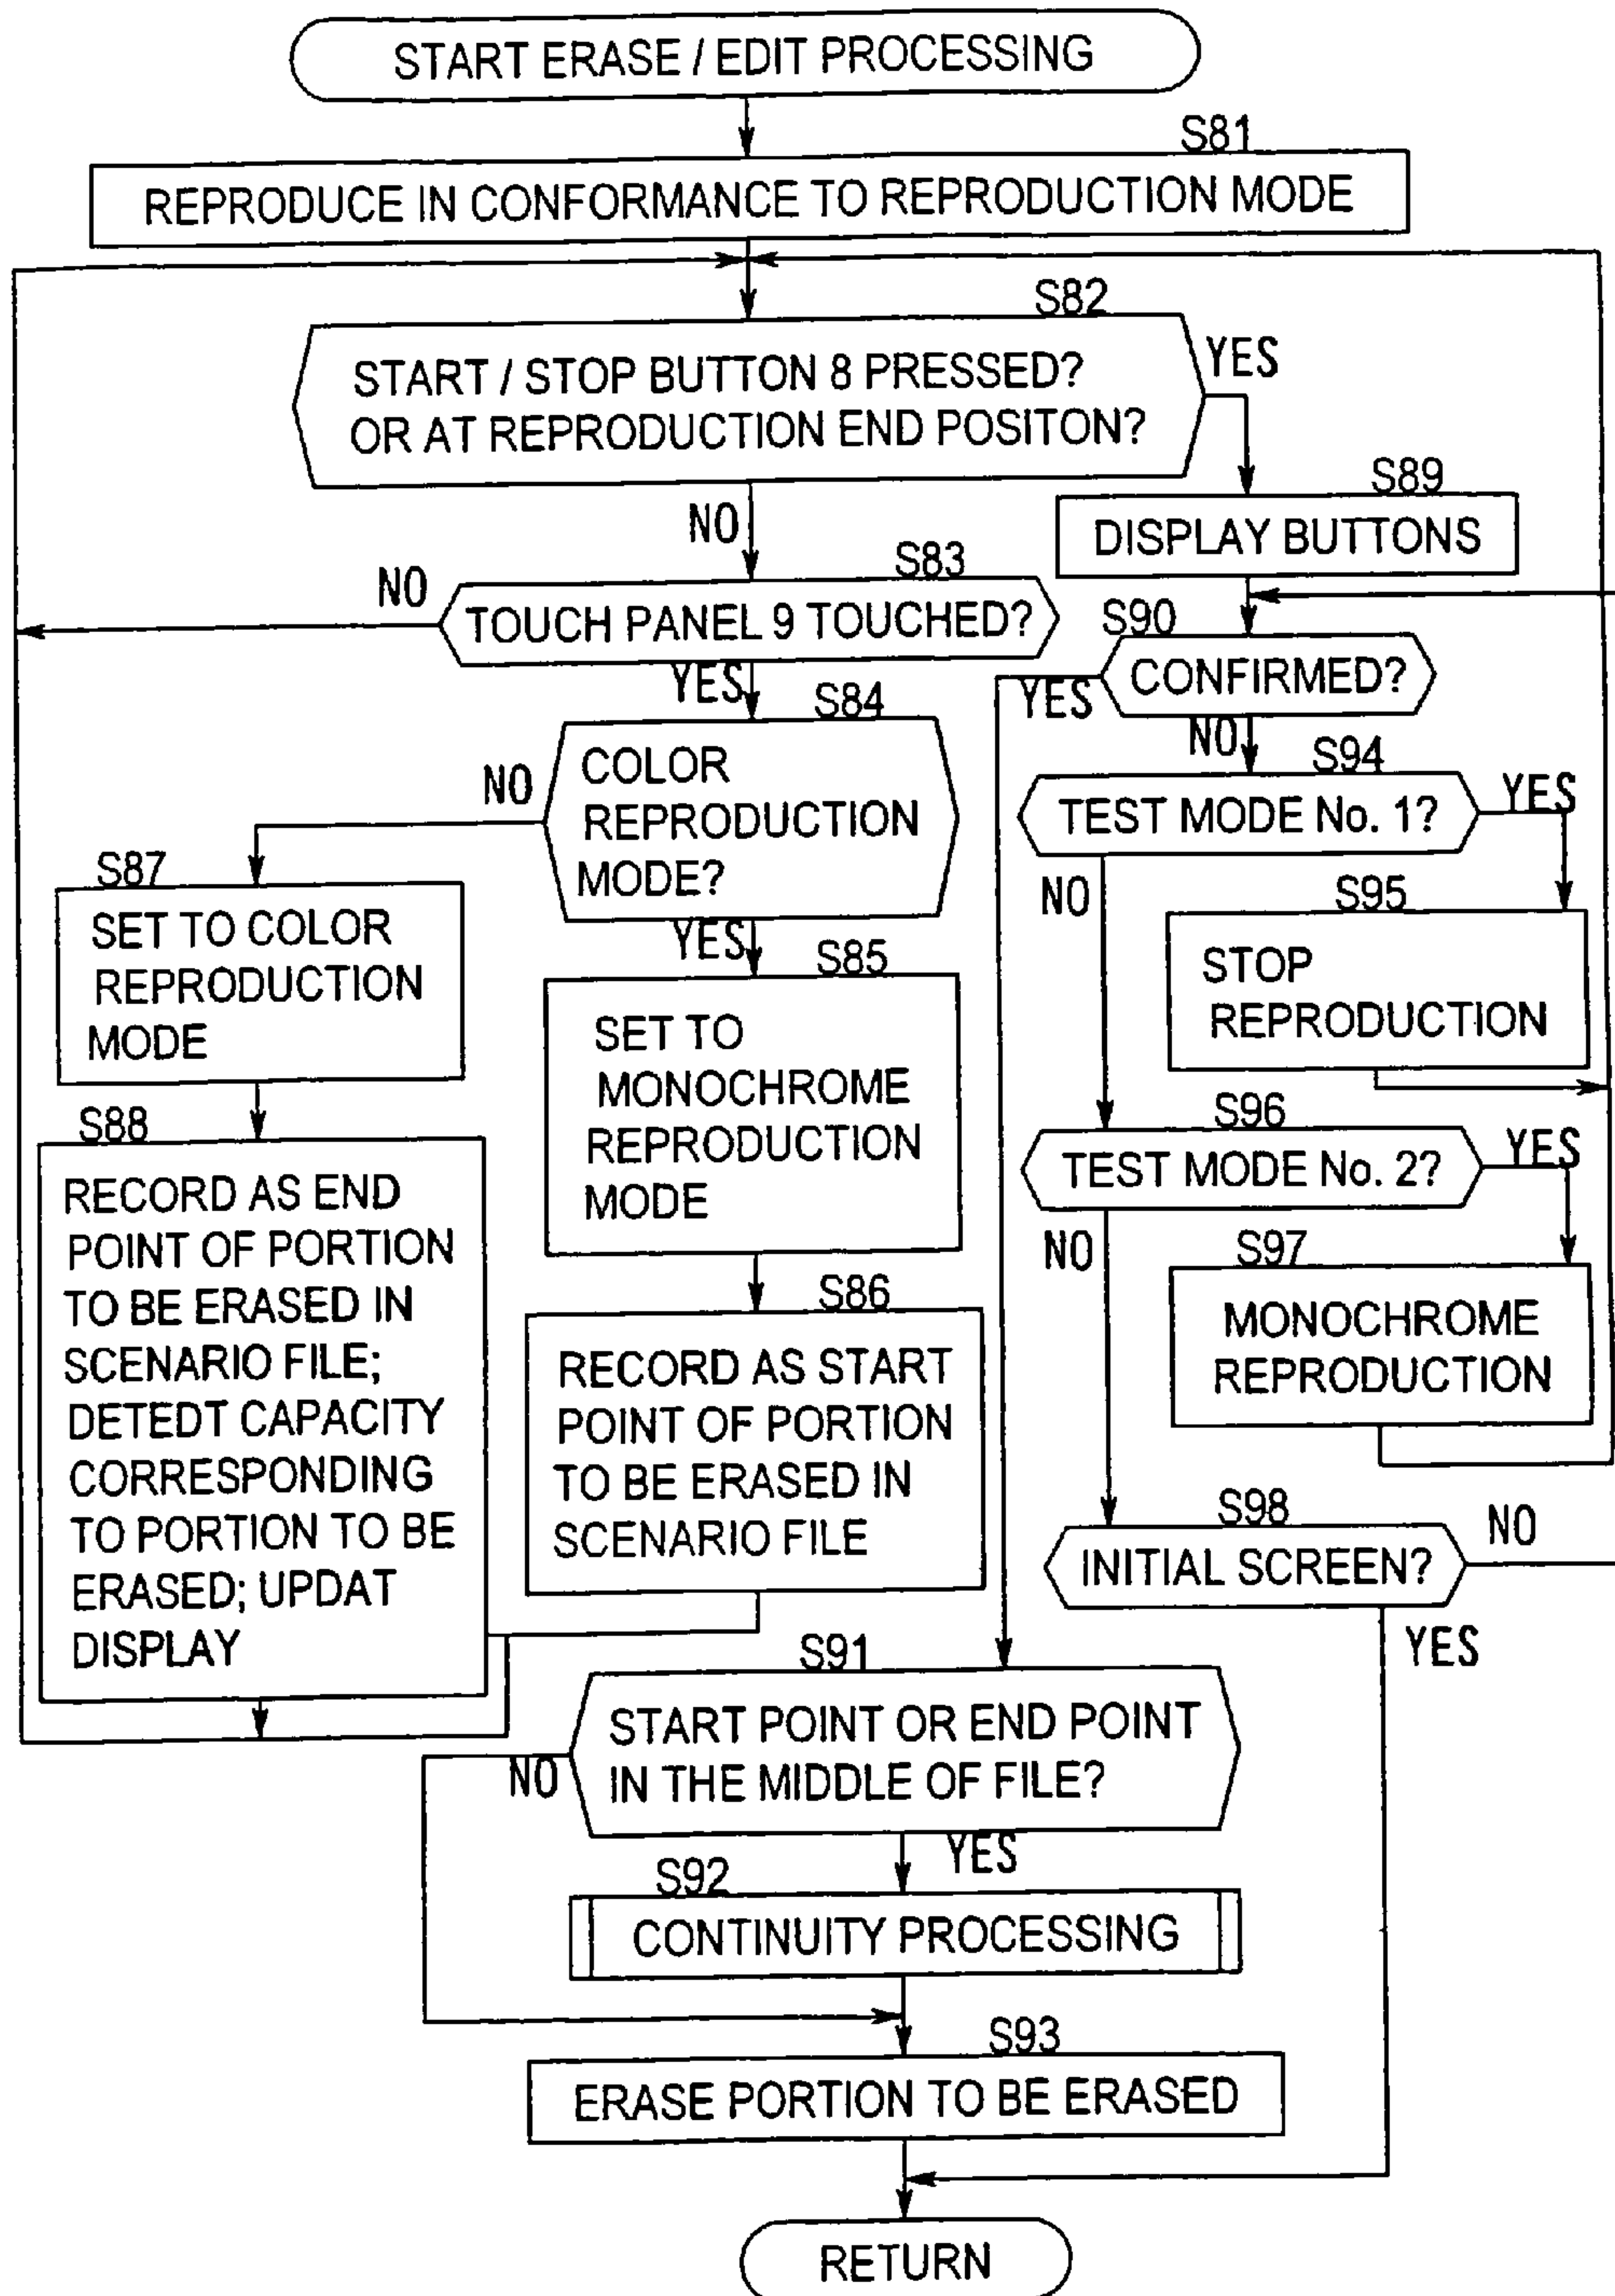 START ERASE / EDIT PROCESSING
S81
REPRODUCE IN CONFORMANCE TO REPRODUCTION MODE
S82
START / STOP BUTTON 8 PRESSED?
OR AT REPRODUCTION END POSITON?
YES
NO
S89
DISPLAY BUTTONS
S83
NO
TOUCH PANEL 9 TOUCHED?
YES
S90
CONFIRMED?
YES
NO
S84
COLOR
REPRODUCTION
MODE?
NO
YES
S94
TEST MODE No. 1?
YES
NO
S87
SET TO COLOR
REPRODUCTION
MODE
S95
STOP
REPRODUCTION
S85
SET TO
MONOCHROME
REPRODUCTION
MODE
S88
RECORD AS END
POINT OF PORTION
TO BE ERASED IN
SCENARIO FILE;
DETEDT CAPACITY
CORRESPONDING
TO PORTION TO BE
ERASED; UPDAT
DISPLAY
S96
TEST MODE No. 2?
YES
NO
S97
MONOCHROME
REPRODUCTION
S86
RECORD AS START
POINT OF PORTION
TO BE ERASED IN
SCENARIO FILE
S98
INITIAL SCREEN?
NO
YES
S91
START POINT OR END POINT
IN THE MIDDLE OF FILE?
NO
YES
S92
CONTINUITY PROCESSING
S93
ERASE PORTION TO BE ERASED
RETURN